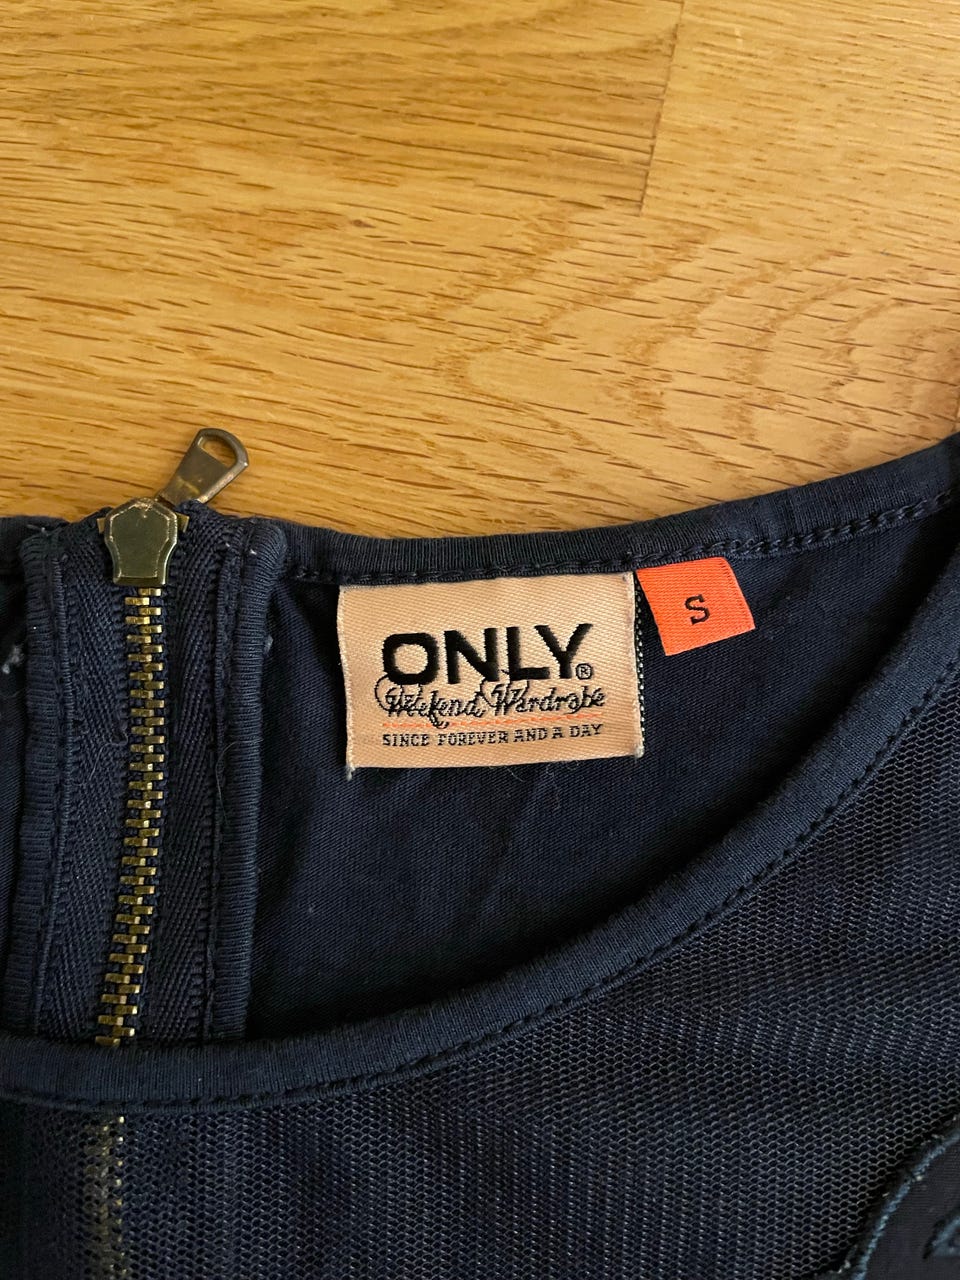 ONLY®
Weekend Wardrobe
SINCE FOREVER AND A DAY
S